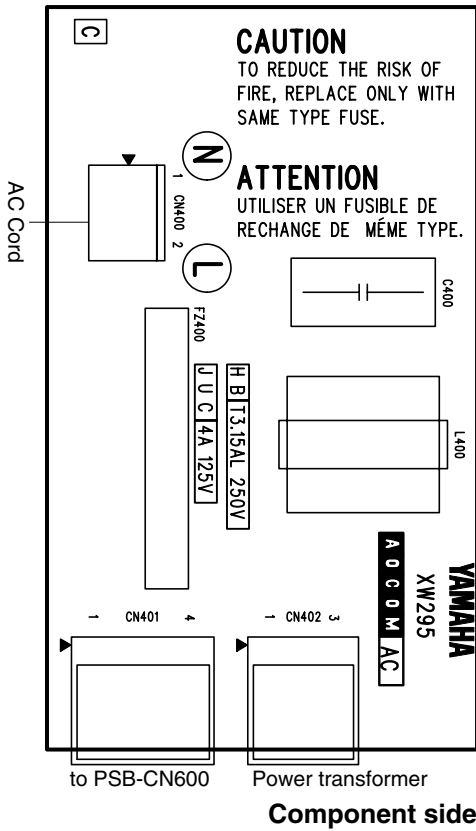 C
CAUTION
TO REDUCE THE RISK OF
FIRE, REPLACE ONLY WITH
SAME TYPE FUSE.
N
1 CN400 2
AC Cord
ATTENTION
UTILISER UN FUSIBLE DE
RECHANGE DE MÉME TYPE.
L
C400
FZ400
H B T3.15AL 250V
J U C 4A 125V
L400
YAMAHA
XW295
AOCOM AC
1 CN401 4
1 CN402 3
to PSB-CN600
Power transformer
Component side